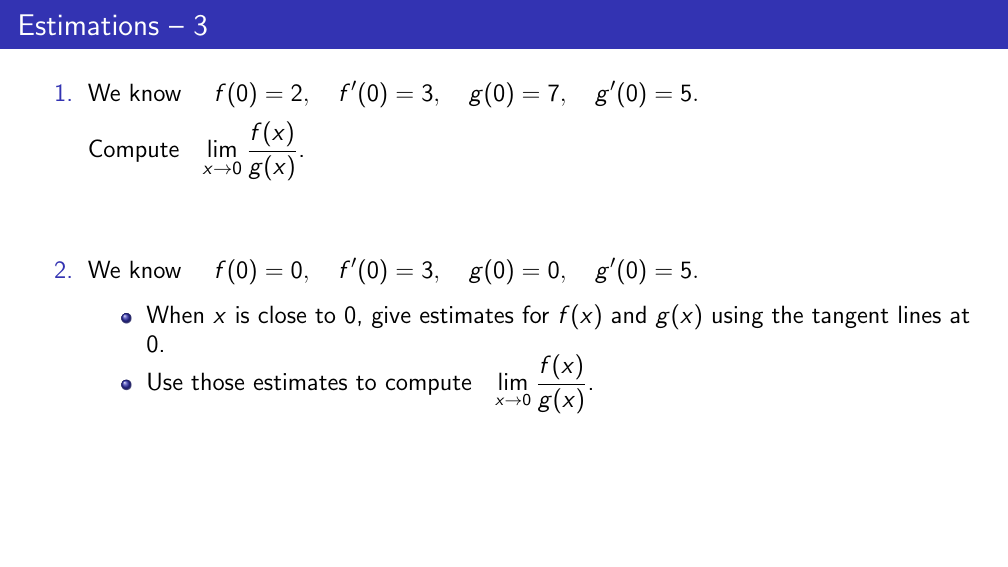 Estimations – 3
1. We know f(0) = 2, f′(0) = 3, g(0) = 7, g′(0) = 5.
Compute lim_{x→0} f(x)/g(x).
2. We know f(0) = 0, f′(0) = 3, g(0) = 0, g′(0) = 5.
When x is close to 0, give estimates for f(x) and g(x) using the tangent lines at
0.
Use those estimates to compute lim_{x→0} f(x)/g(x).